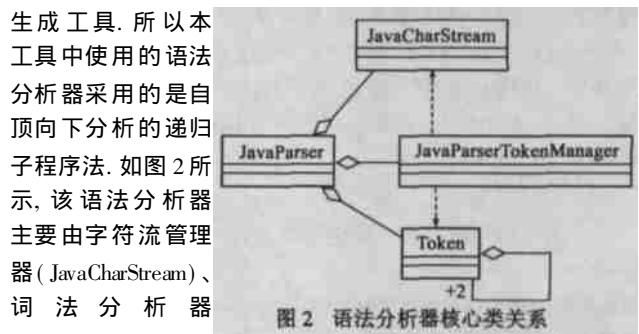 生成工具. 所以本
工具中使用的语法
分析器采用的是自
顶向下分析的递归
子程序法. 如图 2 所
示, 该语法分析器
主要由字符流管理
器( JavaCharStream) 、
词法分析器
JavaCharStream
JavaParser
JavaParserTokenManager
Token
+2
图 2 语法分析器核心类关系